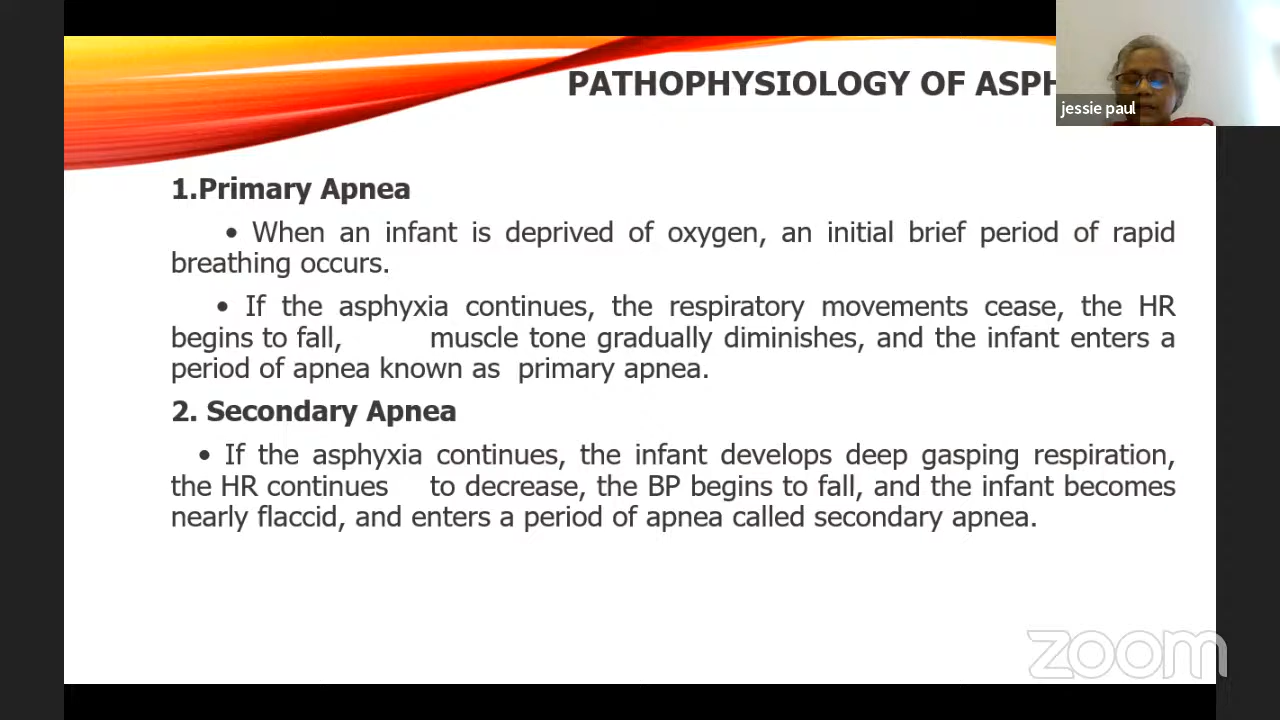 PATHOPHYSIOLOGY OF ASPH
jessie paul
1.Primary Apnea
• When an infant is deprived of oxygen, an initial brief period of rapid
breathing occurs.
• If the asphyxia continues, the respiratory movements cease, the HR
begins to fall, muscle tone gradually diminishes, and the infant enters a
period of apnea known as primary apnea.
2. Secondary Apnea
• If the asphyxia continues, the infant develops deep gasping respiration,
the HR continues to decrease, the BP begins to fall, and the infant becomes
nearly flaccid, and enters a period of apnea called secondary apnea.
zoom